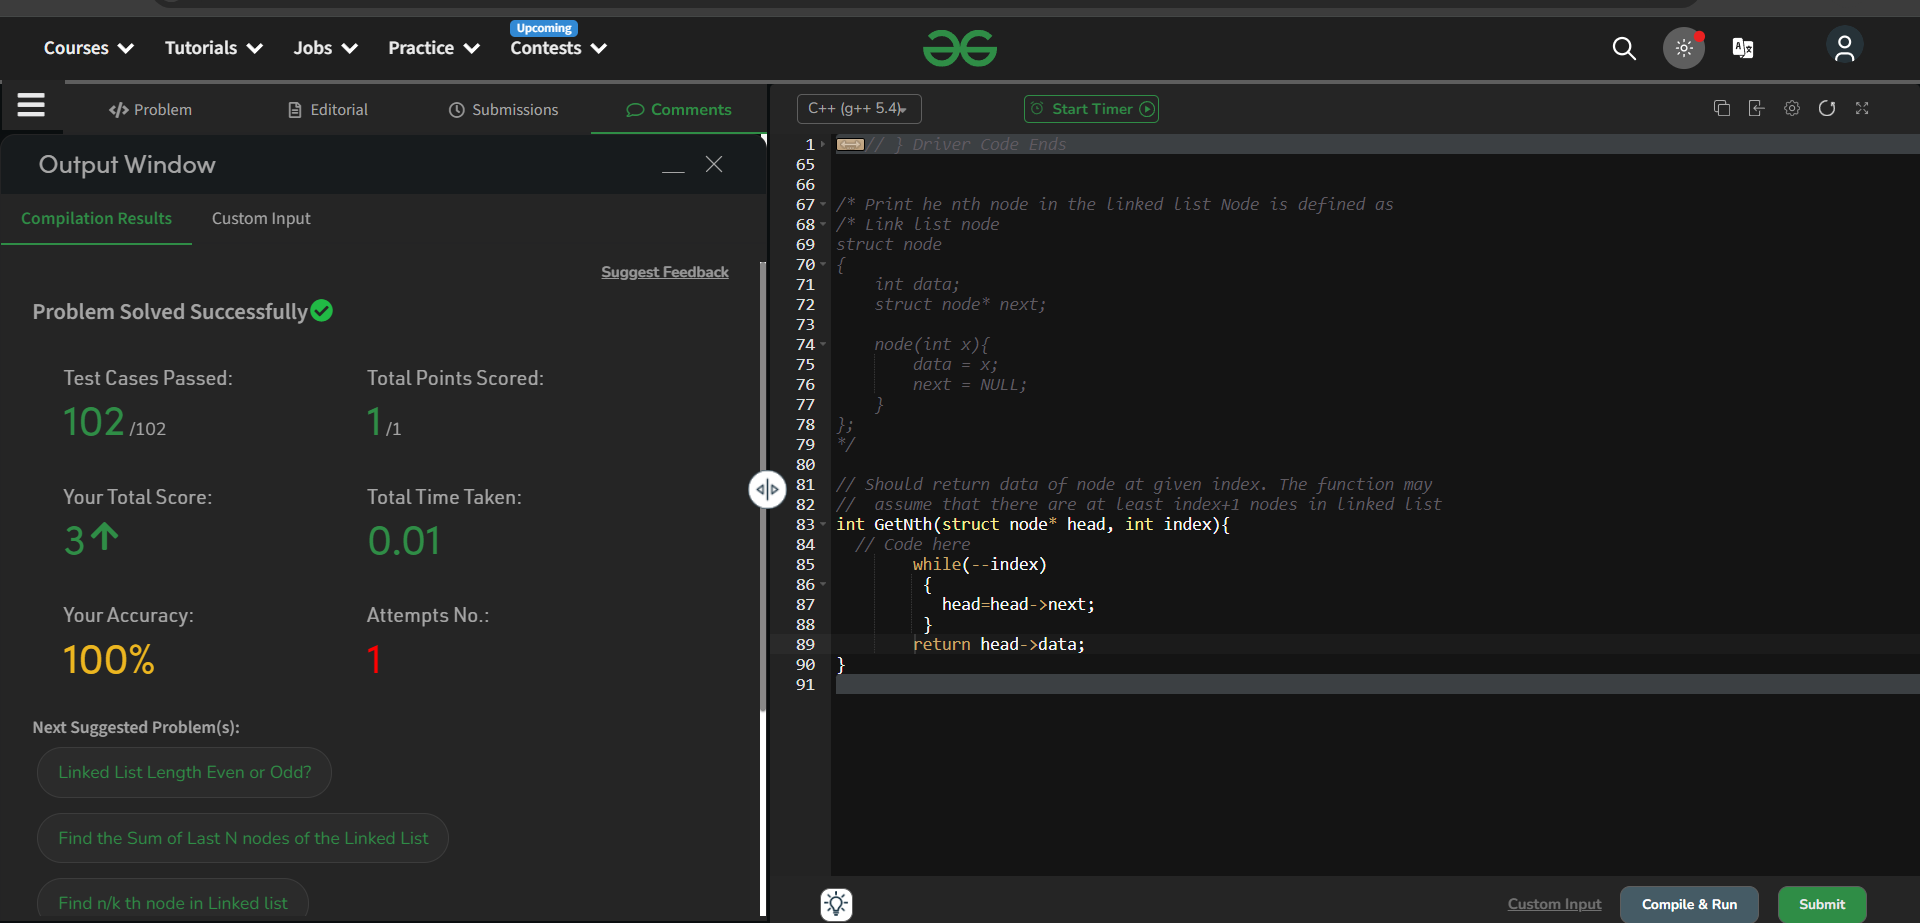 Courses
Tutorials
Jobs
Practice
Upcoming
Contests
Problem
Editorial
Submissions
Comments
Output Window
Compilation Results
Custom Input
Suggest Feedback
Problem Solved Successfully
Test Cases Passed:
102 /102
Total Points Scored:
1 /1
Your Total Score:
3
Total Time Taken:
0.01
Your Accuracy:
100%
Attempts No.:
1
Next Suggested Problem(s):
Linked List Length Even or Odd?
Find the Sum of Last N nodes of the Linked List
Find n/k th node in Linked list
C++ (g++ 5.4)
Start Timer
1 // } Driver Code Ends
65
66
67 /* Print he nth node in the linked list Node is defined as
68 /* Link list node
69 struct node
70 {
71     int data;
72     struct node* next;
73
74     node(int x){
75         data = x;
76         next = NULL;
77     }
78 };
79 */
80
81 // Should return data of node at given index. The function may
82 //  assume that there are at least index+1 nodes in linked list
83 int GetNth(struct node* head, int index){
84   // Code here
85         while(--index)
86          {
87            head=head->next;
88          }
89         return head->data;
90 }
91
Custom Input
Compile & Run
Submit